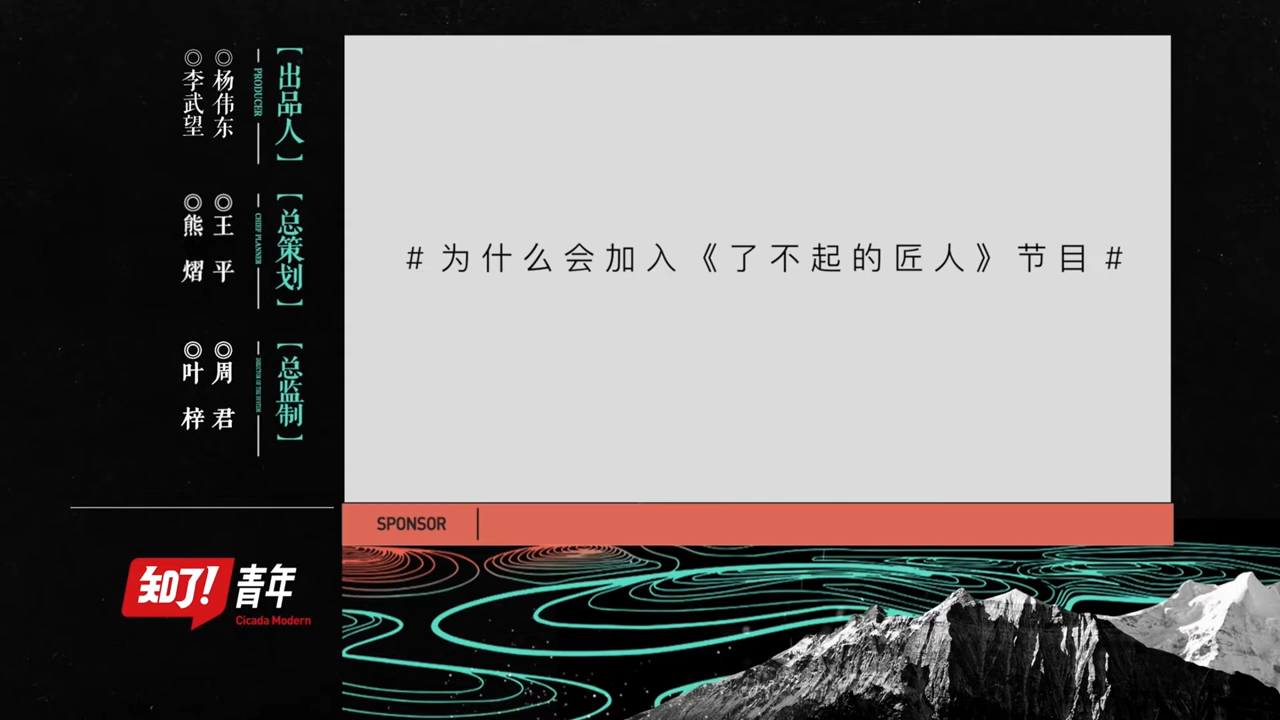 【出品人】
PRODUCER
◎杨伟东
◎李武望
【总策划】
CHIEF PLANNER
◎王平
◎熊熠
【总监制】
◎周君
◎叶梓
#为什么会加入《了不起的匠人》节目#
SPONSOR
知了!青年
Cicada Modern